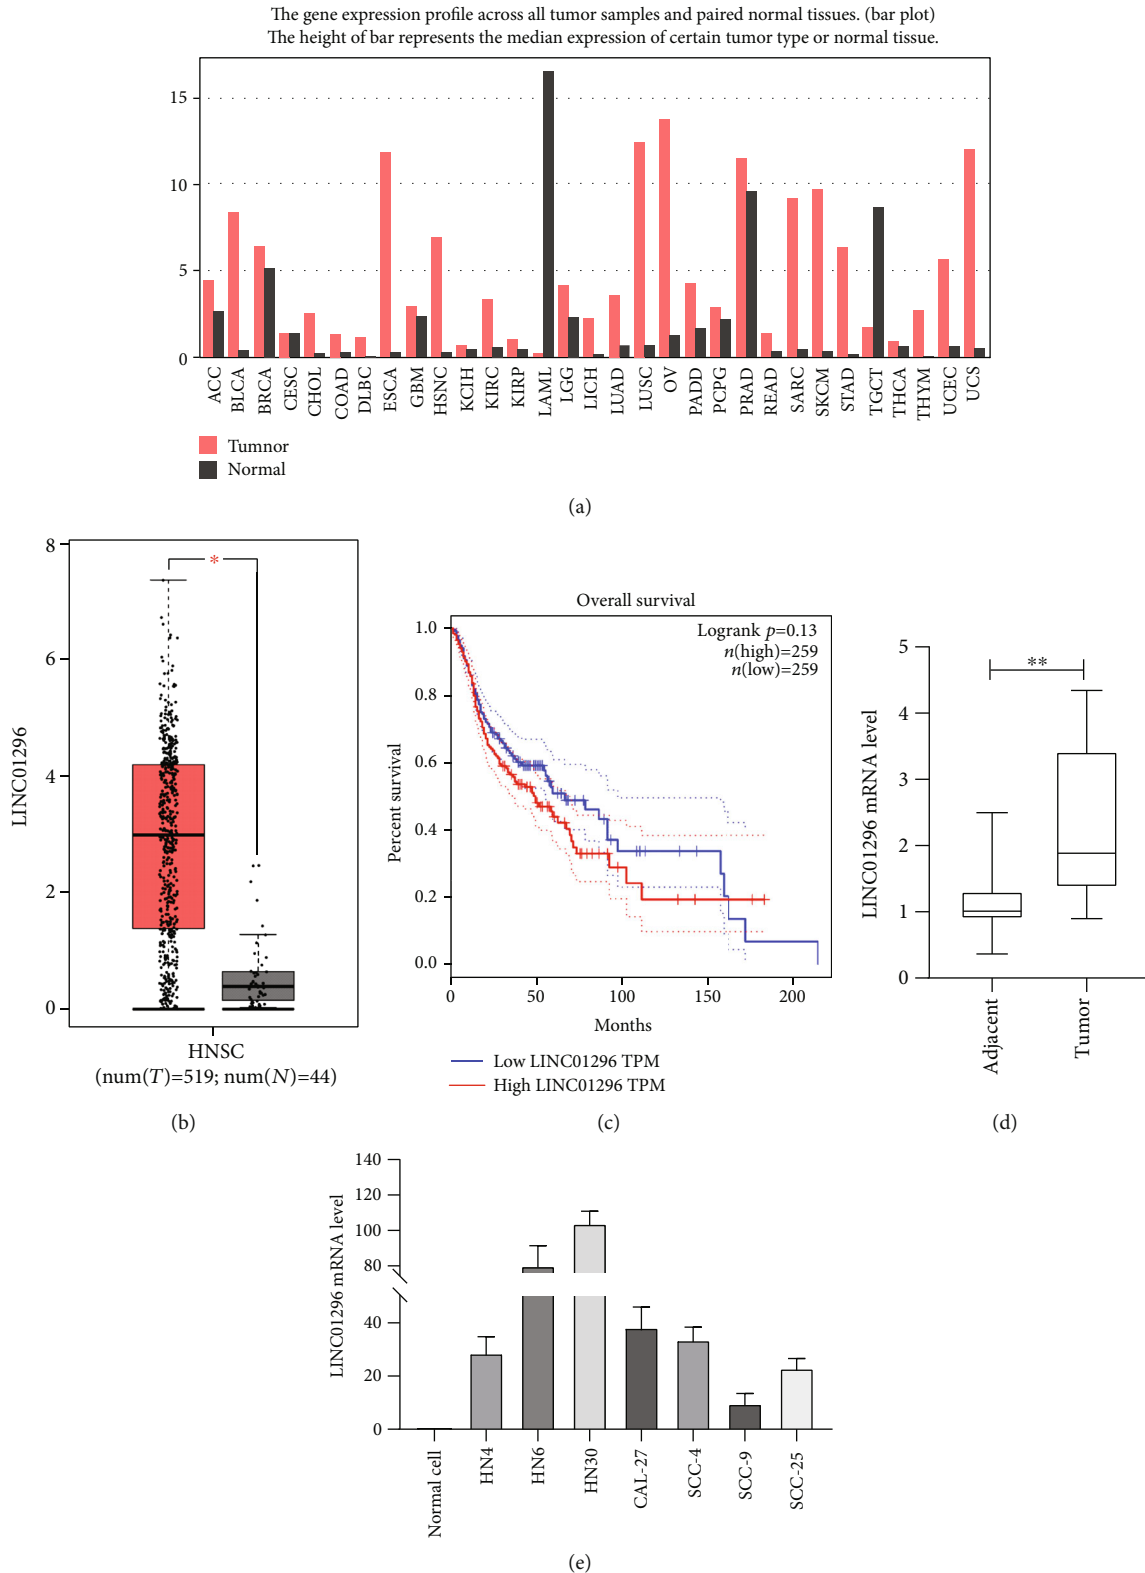 The gene expression profile across all tumor samples and paired normal tissues. (bar plot)
The height of bar represents the median expression of certain tumor type or normal tissue.
15
10
5
0
ACC
BLCA
BRCA
CESC
CHOL
COAD
DLBC
ESCA
GBM
HSNC
KCIH
KIRC
KIRP
LAML
LGG
LICH
LUAD
LUSC
OV
PADD
PCPG
PRAD
READ
SARC
SKCM
STAD
TGCT
THCA
THYM
UCEC
UCS
Tumnor
Normal
(a)
LINC01296
8
6
4
2
0
*
HNSC
(num(T)=519; num(N)=44)
(b)
Overall survival
Logrank p=0.13
n(high)=259
n(low)=259
Percent survival
1.0
0.8
0.6
0.4
0.2
0.0
0 50 100 150 200
Months
Low LINC01296 TPM
High LINC01296 TPM
(c)
LINC01296 mRNA level
5
4
3
2
1
0
**
Adjacent
Tumor
(d)
LINC01296 mRNA level
140
120
100
80
40
20
0
Normal cell
HN4
HN6
HN30
CAL-27
SCC-4
SCC-9
SCC-25
(e)